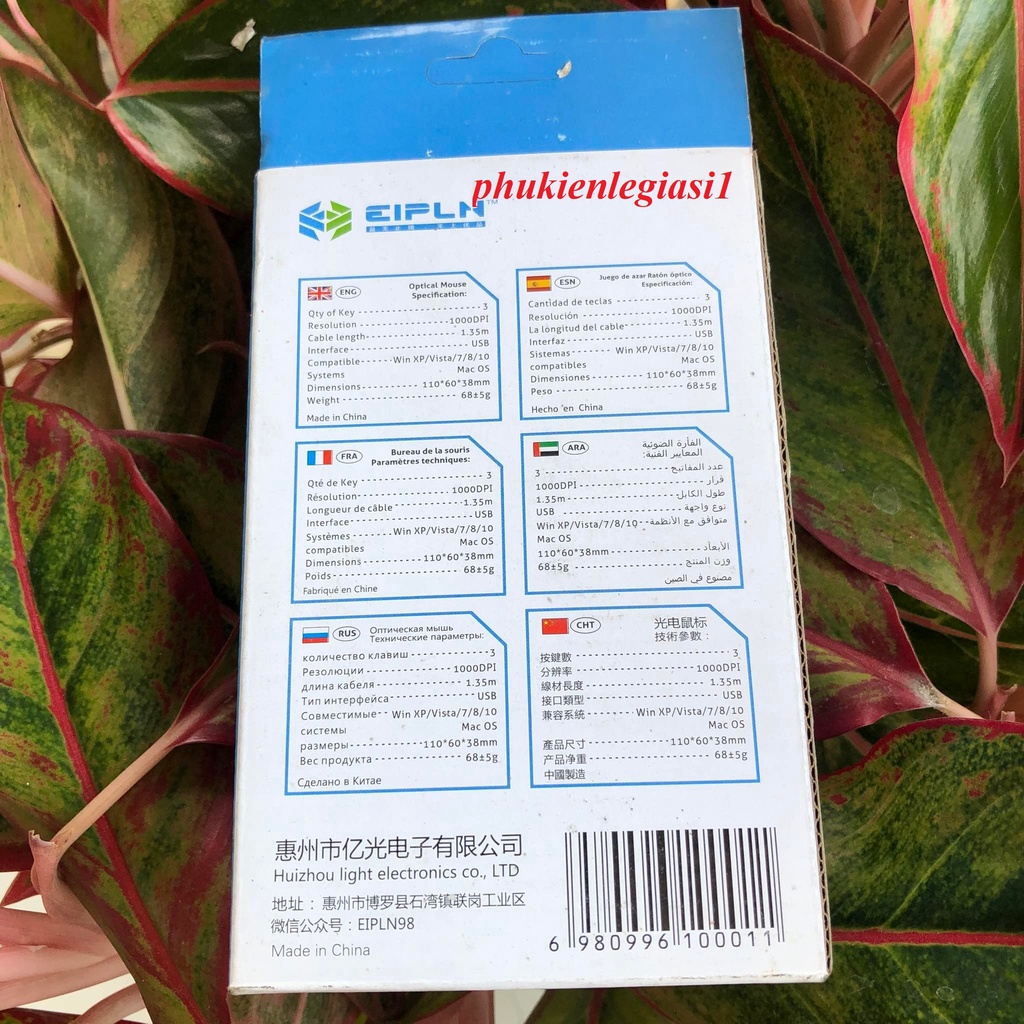 phukienlegiasi1
EIPLN™
ENG
Optical Mouse
Specification:
Qty of Key 3
Resolution 1000DPI
Cable length 1.35m
Interface USB
Compatible Win XP/Vista/7/8/10
Systems Mac OS
Dimensions 110*60*38mm
Weight 68±5g
Made in China
ESN
Juego de azar Ratón óptico
Especificación:
Cantidad de teclas 3
Resolución 1000DPI
La lóngitud del cable 1.35m
Interfaz USB
Sistemas Win XP/Vista/7/8/10
compatibles Mac OS
Dimensiones 110*60*38mm
Peso 68±5g
Hecho 'en China
FRA
Bureau de la souris
Paramètres techniques:
Qté de Key 3
Résolution 1000DPI
Longueur de câble 1.35m
Interface USB
Systèmes Win XP/Vista/7/8/10
compatibles Mac OS
Dimensions 110*60*38mm
Poids 68±5g
Fabriqué en Chine
ARA
الفأرة الضوئية
المعايير الفنية:
عدد المفاتيح 3
قرار 1000DPI
طول الكابل 1.35m
نوع واجهة USB
متوافق مع الأنظمة Win XP/Vista/7/8/10
Mac OS
الأبعاد 110*60*38mm
وزن المنتج 68±5g
مصنوع في الصين
RUS
Оптическая мышь
Технические параметры:
количество клавиш 3
Резолюции 1000DPI
длина кабеля 1.35m
Тип интерфейса USB
Совместимые Win XP/Vista/7/8/10
системы Mac OS
размеры 110*60*38mm
Вес продукта 68±5g
Сделано в Китае
CHT
光电鼠标
技術參數：
按鍵數 3
分辨率 1000DPI
線材長度 1.35m
接口類型 USB
兼容系統 Win XP/Vista/7/8/10
Mac OS
產品尺寸 110*60*38mm
产品净重 68±5g
中國製造
惠州市亿光电子有限公司
Huizhou light electronics co., LTD
地址：惠州市博罗县石湾镇联岗工业区
微信公众号：EIPLN98
Made in China
6 980996 100011